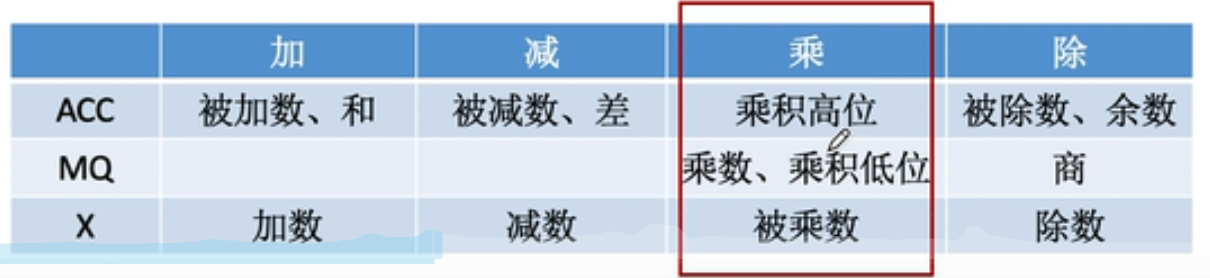 加 减 乘 除
ACC 被加数、和 被减数、差 乘积高位 被除数、余数
MQ 乘数、乘积低位 商
X 加数 减数 被乘数 除数